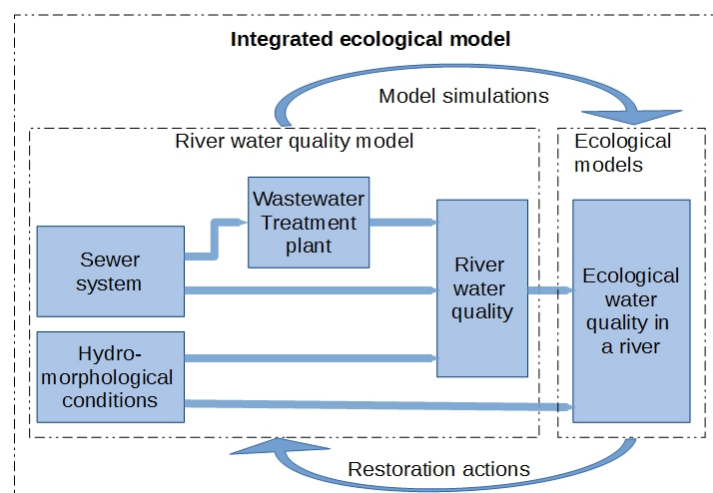 Integrated ecological model
Model simulations
River water quality model
Ecological
models
Wastewater
Treatment
plant
Sewer
system
River
water
quality
Ecological
water
quality in
a river
Hydro-
morphological
conditions
Restoration actions